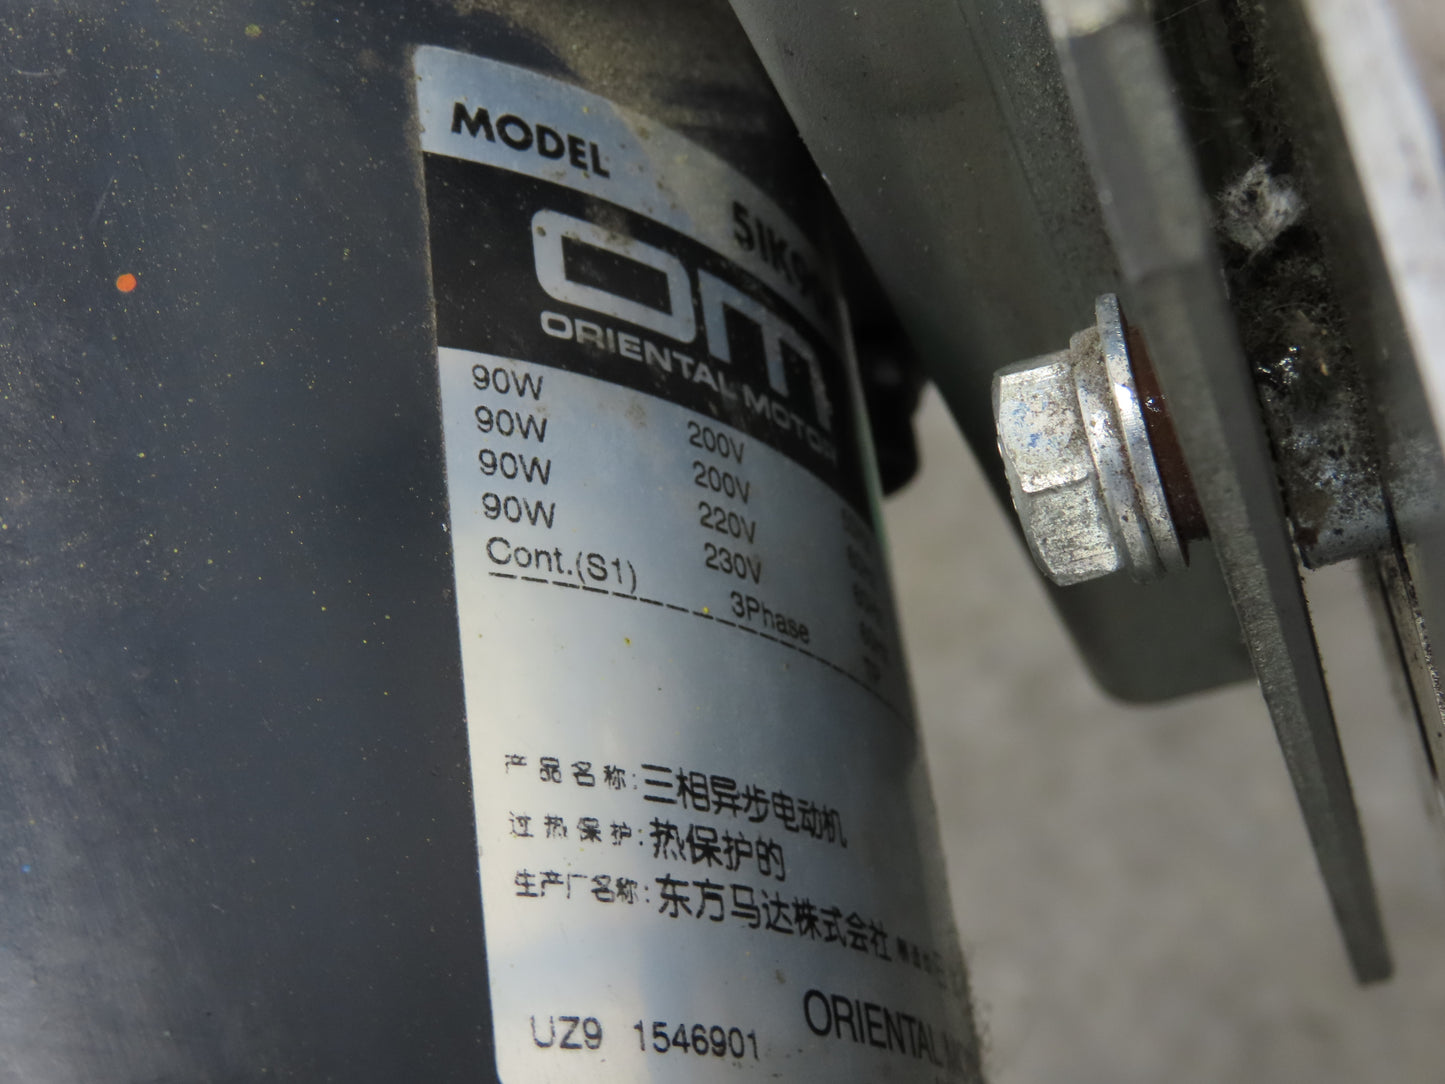 MODEL
5IK9
om
ORIENTAL MOTOR
90W 200V
90W 200V
90W 220V
90W 230V
Cont.(S1) 3Phase
产品名称: 三相异步电动机
过热保护: 热保护的
生产厂名称: 东方马达株式会社
ORIENTAL
UZ9 1546901